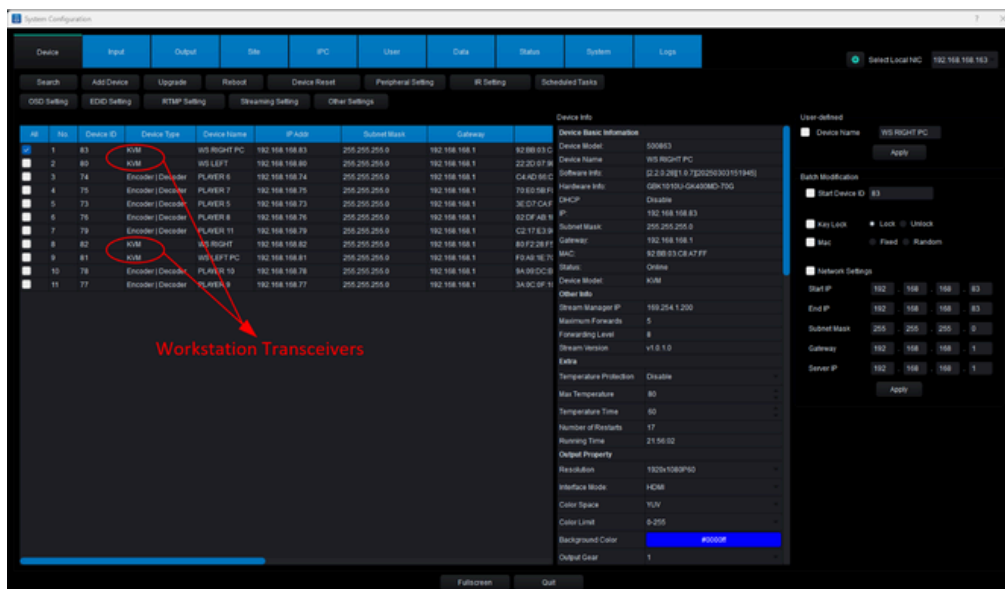 System Configuration
? ×
Device Input Output Site IPC User Data Status System Logs
Select Local NIC 192.168.168.163
Search Add Device Upgrade Reboot Device Reset Peripheral Setting IR Setting Scheduled Tasks
OSD Setting EDID Setting RTMP Setting Streaming Setting Other Settings
All No. Device ID Device Type Device Name IP Addr Subnet Mask Gateway
1 83 KVM WS RIGHT PC 192.168.168.83 255.255.255.0 192.168.168.1
2 80 KVM WS LEFT 192.168.168.80 255.255.255.0 192.168.168.1
3 74 Encoder|Decoder PLAYER 6 192.168.168.74 255.255.255.0 192.168.168.1
4 75 Encoder|Decoder PLAYER 7 192.168.168.75 255.255.255.0 192.168.168.1
5 73 Encoder|Decoder PLAYER 5 192.168.168.73 255.255.255.0 192.168.168.1
6 76 Encoder|Decoder PLAYER 8 192.168.168.76 255.255.255.0 192.168.168.1
7 79 Encoder|Decoder PLAYER 11 192.168.168.79 255.255.255.0 192.168.168.1
8 82 KVM WS RIGHT 192.168.168.82 255.255.255.0 192.168.168.1
9 81 KVM WS LEFT PC 192.168.168.81 255.255.255.0 192.168.168.1
10 78 Encoder|Decoder PLAYER 10 192.168.168.78 255.255.255.0 192.168.168.1
11 77 Encoder|Decoder PLAYER 9 192.168.168.77 255.255.255.0 192.168.168.1
Workstation Transceivers
Device Info
Device Basic Infomation
Device Model: 500863
Device Name WS RIGHT PC
Software Info: [2.2.0.28][1.0.7][20250303151945]
Hardware Info: GBK1010U-GK400MD-70G
DHCP Disable
IP: 192.168.168.83
Subnet Mask: 255.255.255.0
Gateway: 192.168.168.1
MAC: 92:BB:03:C8:A7:FF
Status: Online
Device Model: KVM
Other Info
Stream Manager IP 169.254.1.200
Maximum Forwards 5
Forwarding Level 8
Stream Version v1.0.1.0
Extra
Temperature Protection Disable
Max Temperature 80
Temperature Time 60
Number of Restarts 17
Running Time 21:56:02
Output Property
Resolution 1920x1080P60
Interface Mode: HDMI
Color Space YUV
Color Limit 0-255
Background Color #0000ff
Output Gear 1
User-defined
Device Name WS RIGHT PC
Apply
Batch Modification
Start Device ID 83
Key Lock Lock Unlock
Mac Fixed Random
Network Settings
Start IP 192 . 168 . 168 . 83
End IP 192 . 168 . 168 . 83
Subnet Mask 255 . 255 . 255 . 0
Gateway 192 . 168 . 168 . 1
Server IP 192 . 168 . 168 . 1
Apply
Fullscreen Quit